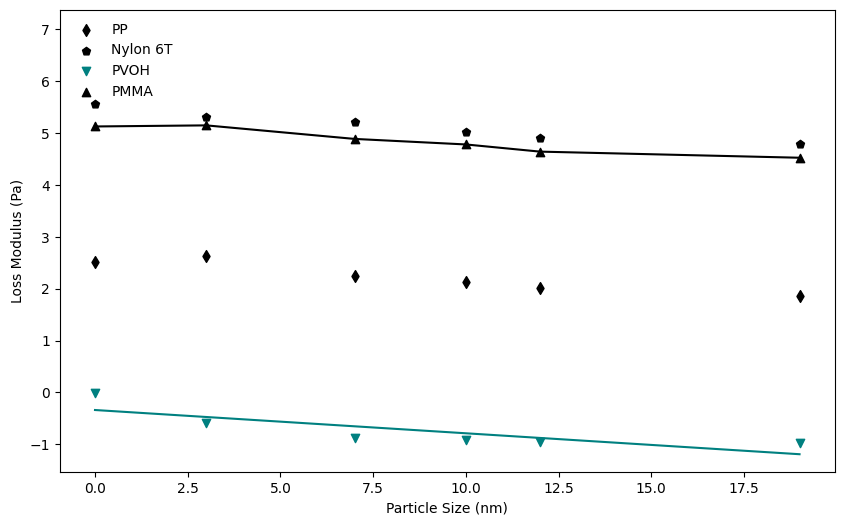 PP
Nylon 6T
PVOH
PMMA
7
6
5
4
3
2
1
0
−1
Loss Modulus (Pa)
0.0 2.5 5.0 7.5 10.0 12.5 15.0 17.5
Particle Size (nm)